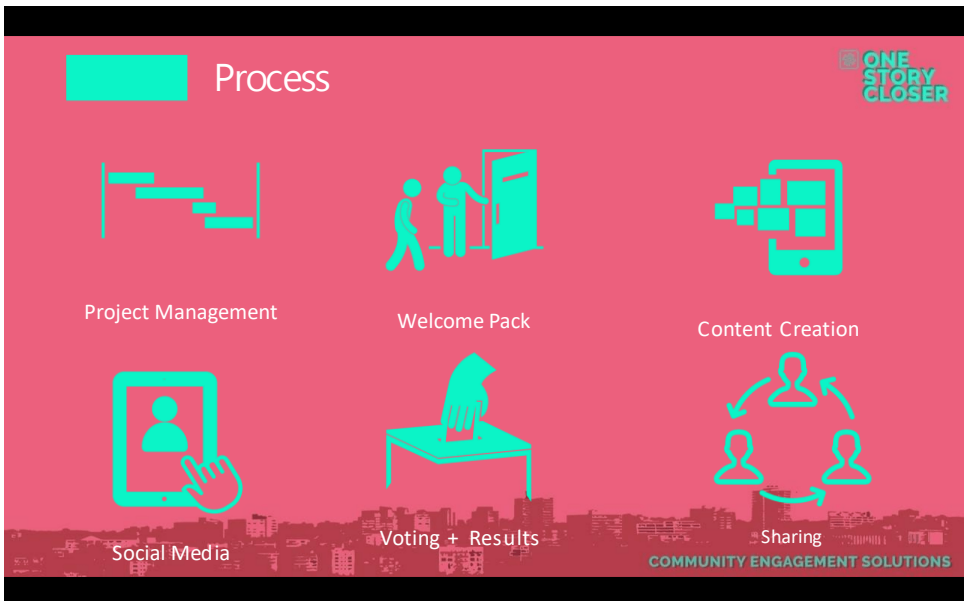 Process
ONE
STORY
CLOSER
Project Management
Welcome Pack
Content Creation
Social Media
Voting + Results
Sharing
COMMUNITY ENGAGEMENT SOLUTIONS